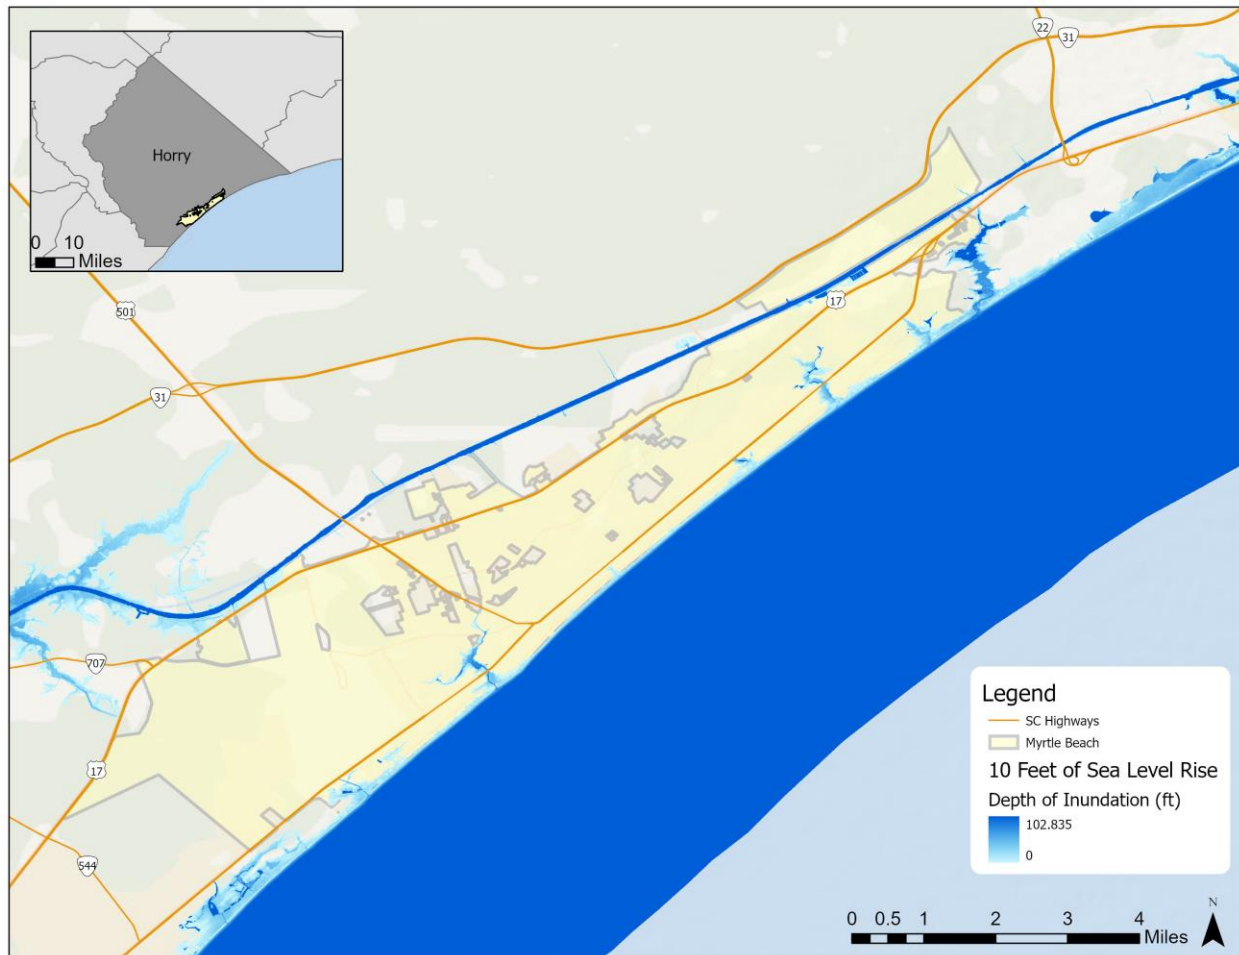 22
31
Horry
0 10
Miles
501
17
31
707
17
544
Legend
SC Highways
Myrtle Beach
10 Feet of Sea Level Rise
Depth of Inundation (ft)
102.835
0
N
0 0.5 1 2 3 4
Miles